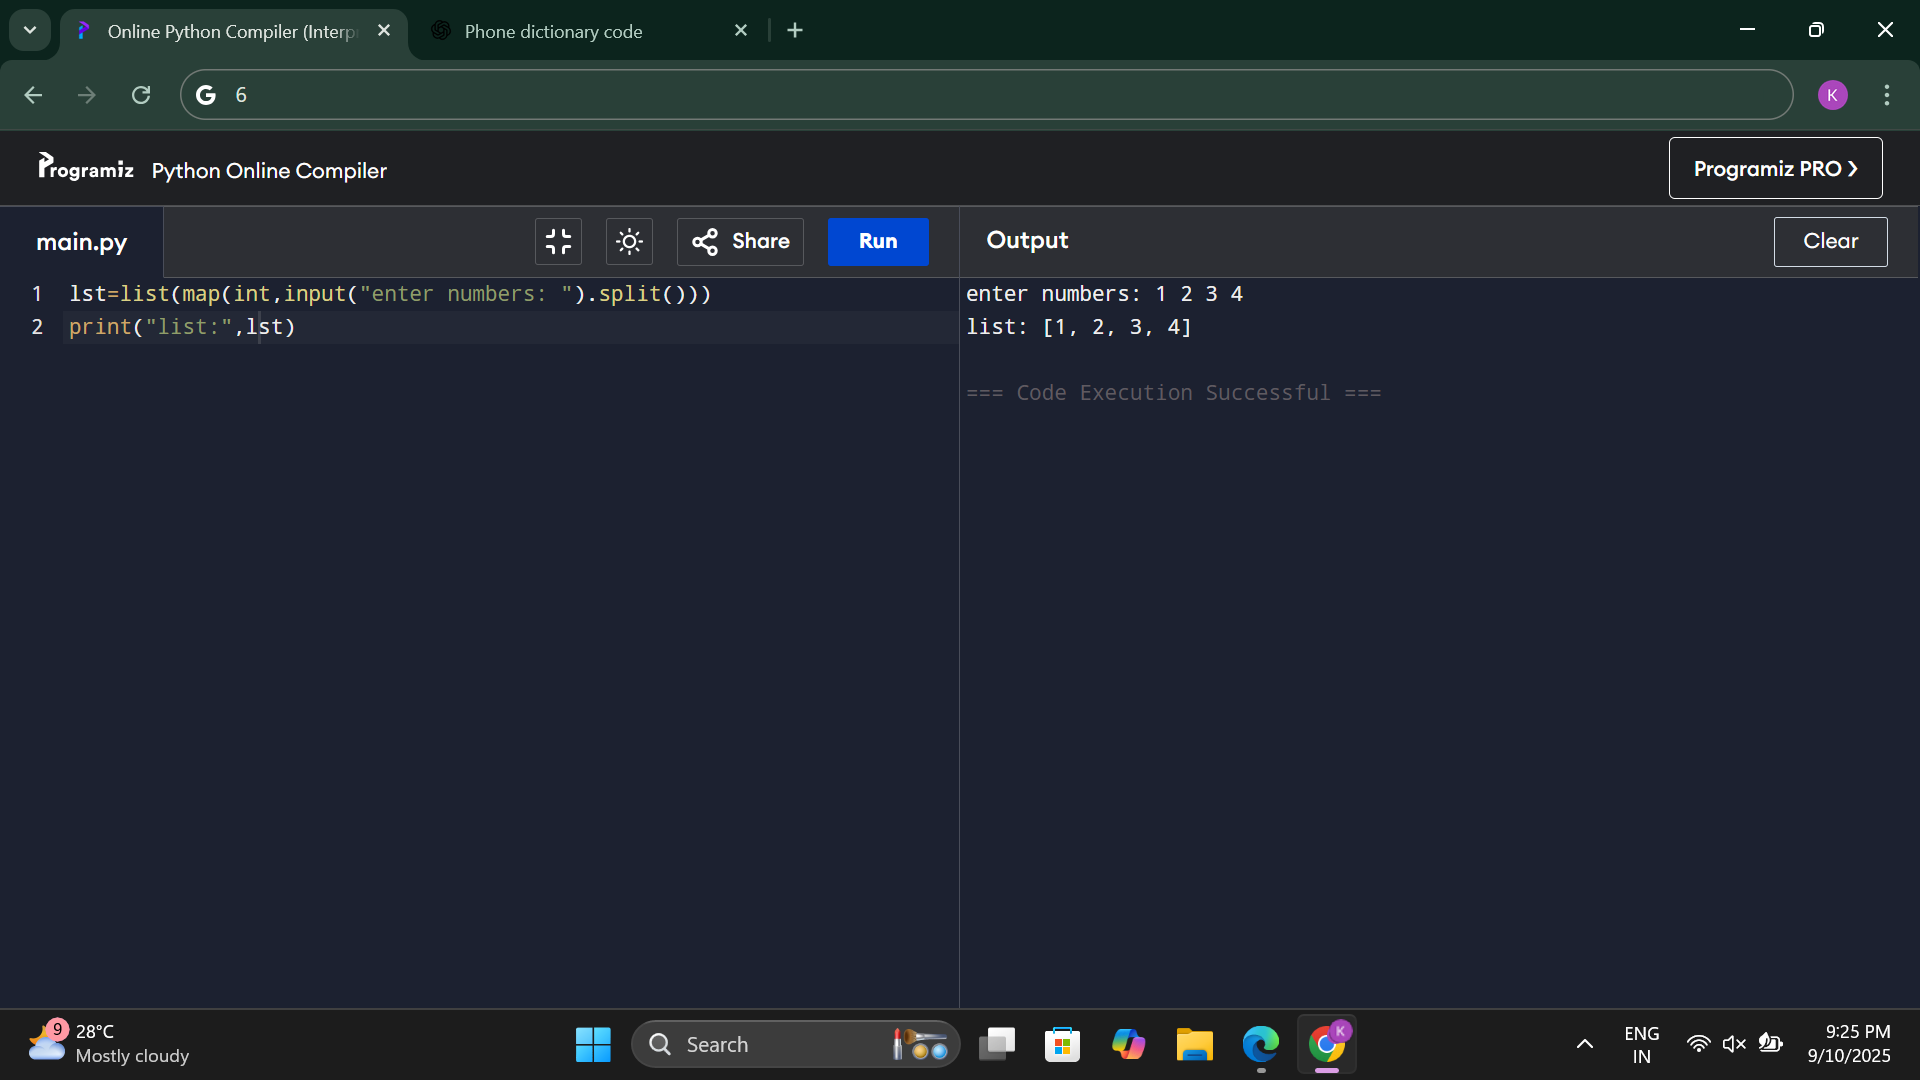 Online Python Compiler (Interp
Phone dictionary code
6
K
Programiz Python Online Compiler
Programiz PRO
main.py
Share
Run
Output
Clear
1 lst=list(map(int,input("enter numbers: ").split()))
2 print("list:",lst)
enter numbers: 1 2 3 4
list: [1, 2, 3, 4]
=== Code Execution Successful ===
9
28°C
Mostly cloudy
Search
K
ENG
IN
9:25 PM
9/10/2025